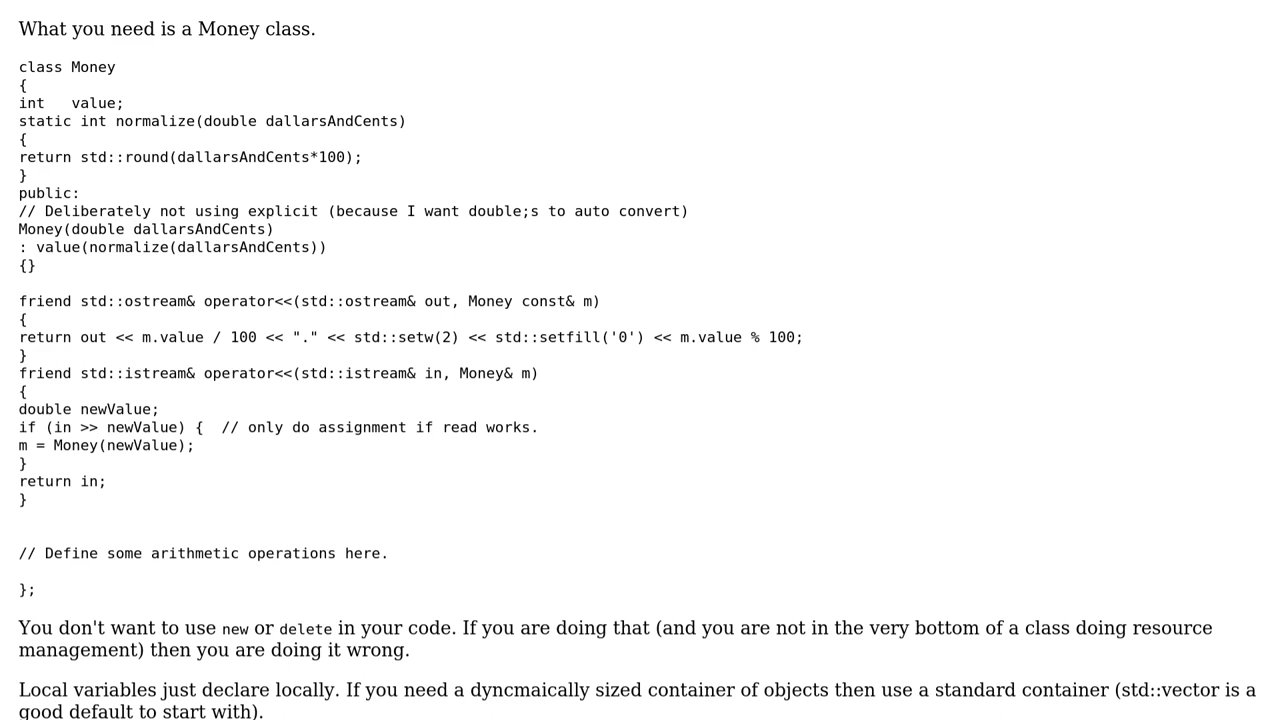 What you need is a Money class.
class Money
{
int   value;
static int normalize(double dallarsAndCents)
{
return std::round(dallarsAndCents*100);
}
public:
// Deliberately not using explicit (because I want double;s to auto convert)
Money(double dallarsAndCents)
: value(normalize(dallarsAndCents))
{}
friend std::ostream& operator<<(std::ostream& out, Money const& m)
{
return out << m.value / 100 << "." << std::setw(2) << std::setfill('0') << m.value % 100;
}
friend std::istream& operator<<(std::istream& in, Money& m)
{
double newValue;
if (in >> newValue) {  // only do assignment if read works.
m = Money(newValue);
}
return in;
}
// Define some arithmetic operations here.
};
You don't want to use new or delete in your code. If you are doing that (and you are not in the very bottom of a class doing resource
management) then you are doing it wrong.
Local variables just declare locally. If you need a dyncmaically sized container of objects then use a standard container (std::vector is a
good default to start with).